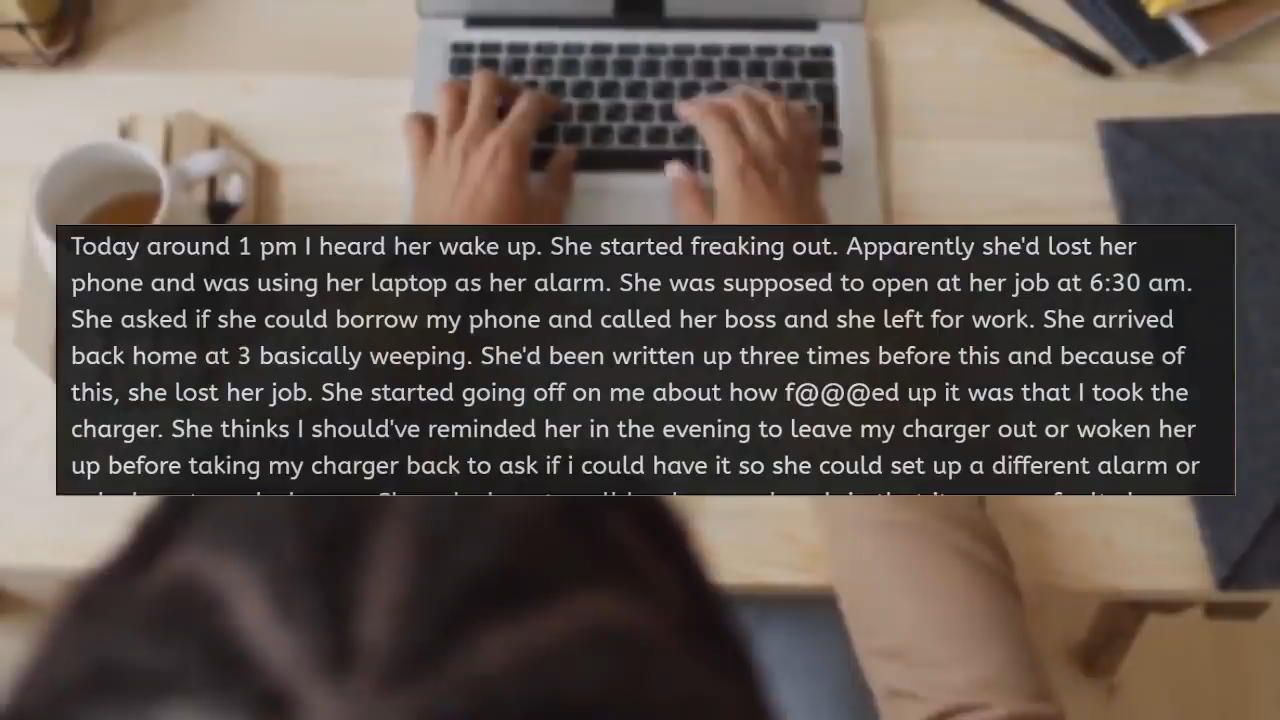 Today around 1 pm I heard her wake up. She started freaking out. Apparently she'd lost her
phone and was using her laptop as her alarm. She was supposed to open at her job at 6:30 am.
She asked if she could borrow my phone and called her boss and she left for work. She arrived
back home at 3 basically weeping. She'd been written up three times before this and because of
this, she lost her job. She started going off on me about how f@@@ed up it was that I took the
charger. She thinks I should've reminded her in the evening to leave my charger out or woken her
up before taking my charger back to ask if i could have it so she could set up a different alarm or